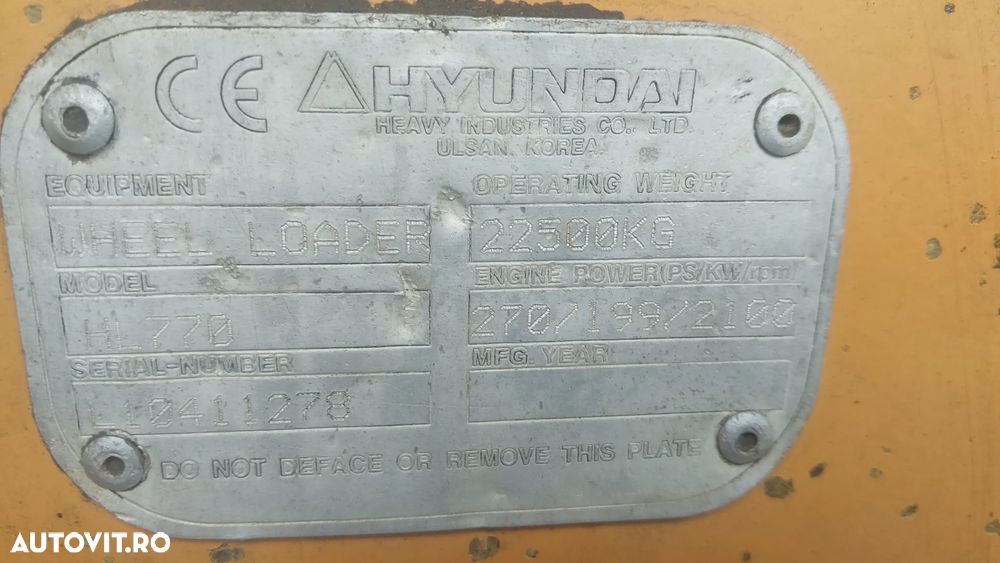 CE HYUNDAI
HEAVY INDUSTRIES CO., LTD.
ULSAN, KOREA.
EQUIPMENT
WHEEL LOADER
OPERATING WEIGHT
22500KG
MODEL
HL770
ENGINE POWER(PS/KW/rpm)
270/199/2100
SERIAL-NUMBER
L10411278
MFG. YEAR
DO NOT DEFACE OR REMOVE THIS PLATE
AUTOVIT.RO